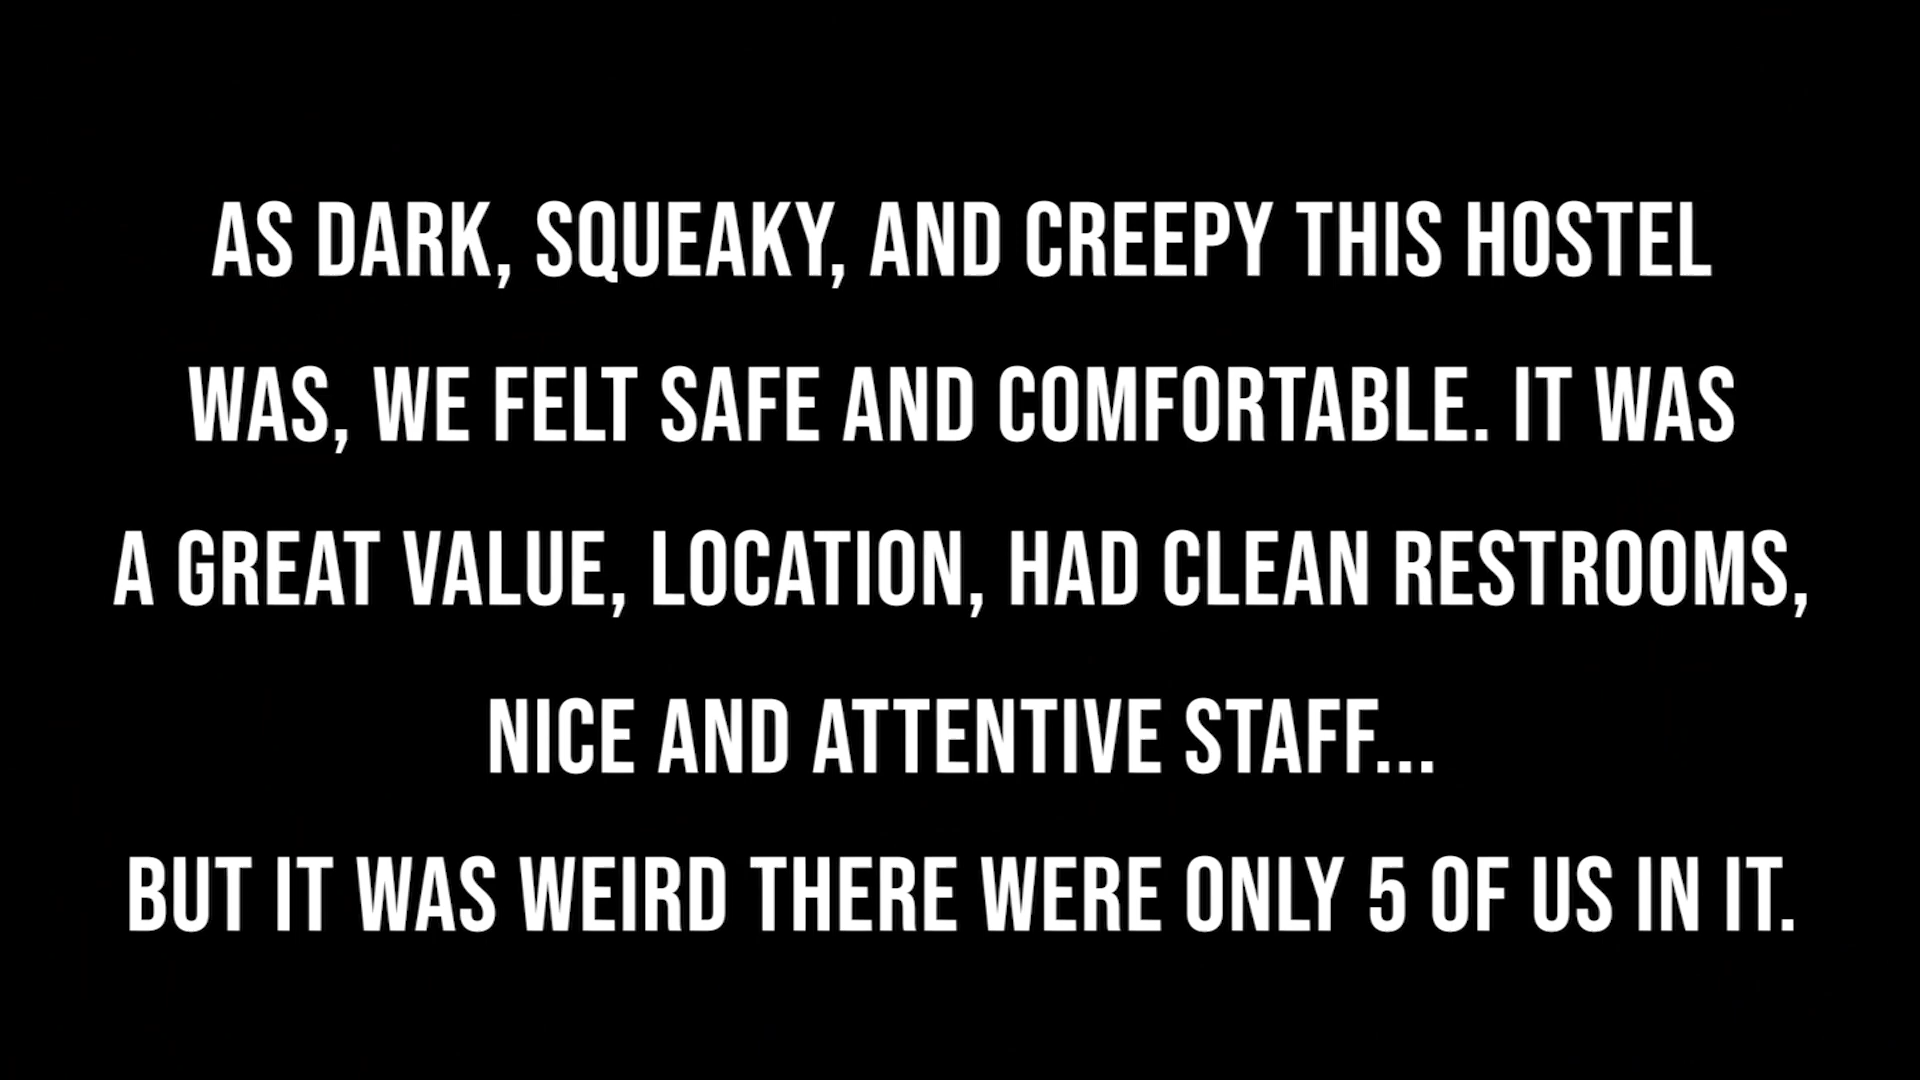 AS DARK, SQUEAKY, AND CREEPY THIS HOSTEL
WAS, WE FELT SAFE AND COMFORTABLE. IT WAS
A GREAT VALUE, LOCATION, HAD CLEAN RESTROOMS,
NICE AND ATTENTIVE STAFF...
BUT IT WAS WEIRD THERE WERE ONLY 5 OF US IN IT.